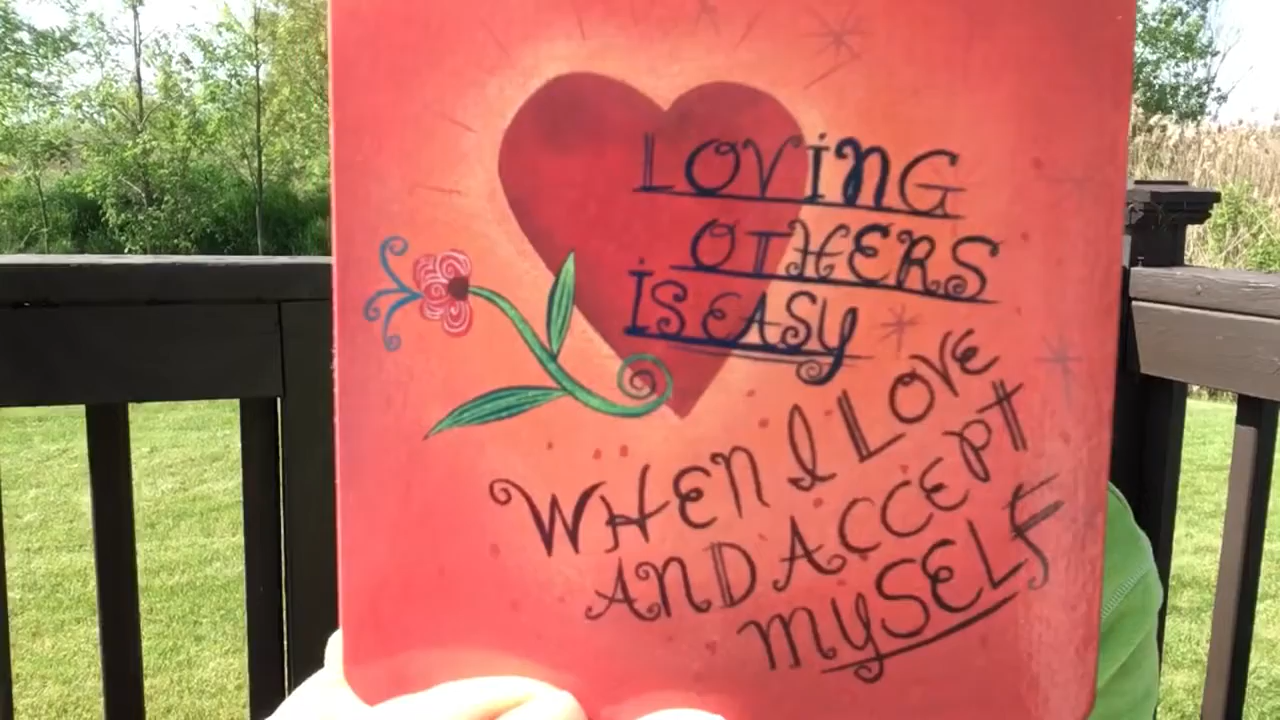 LOVING
OTHERS
IS EASY
WHEN I LOVE
AND ACCEPT
MYSELF